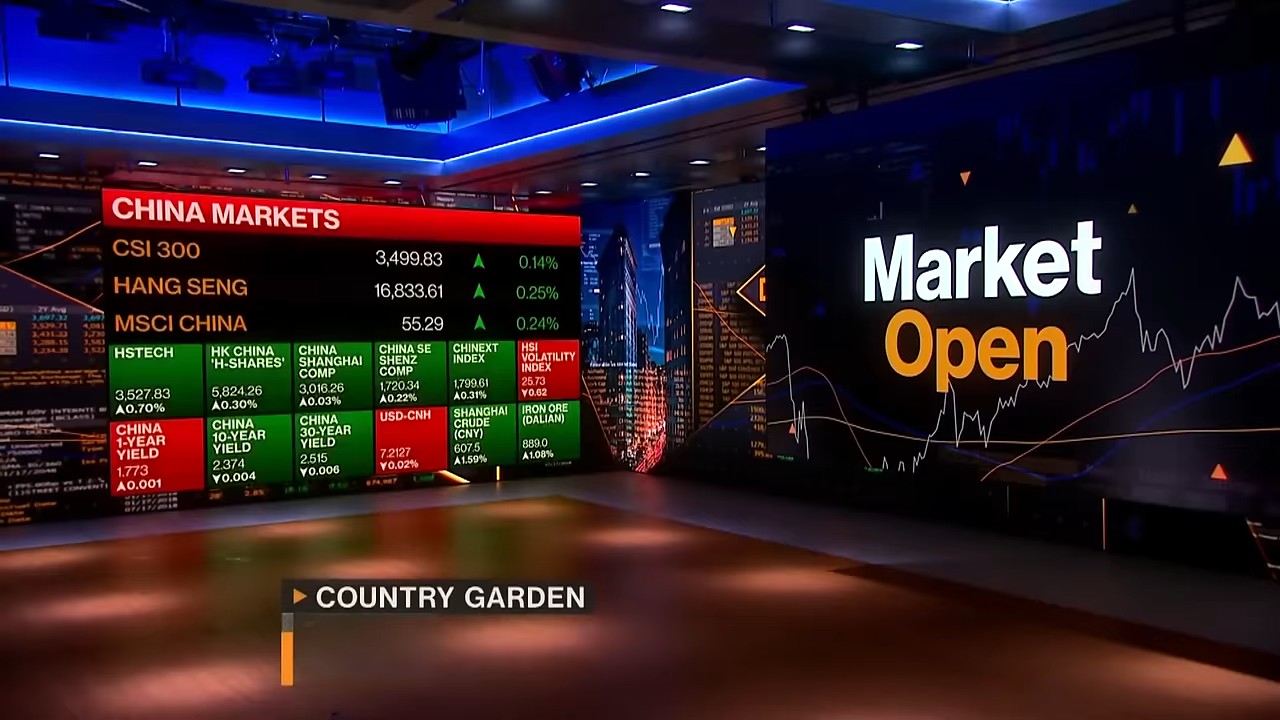 CHINA MARKETS
CSI 300 3,499.83 ▲ 0.14%
HANG SENG 16,833.61 ▲ 0.25%
MSCI CHINA 55.29 ▲ 0.24%
HSTECH
3,527.83
▲0.70%
HK CHINA
'H-SHARES'
5,824.26
▲0.30%
CHINA
SHANGHAI
COMP
3,016.26
▲0.03%
CHINA SE
SHENZ
COMP
1,720.34
▲0.22%
CHINEXT
INDEX
1,799.61
▲0.31%
HSI
VOLATILITY
INDEX
25.73
▼0.62
CHINA
1-YEAR
YIELD
1.773
▲0.001
CHINA
10-YEAR
YIELD
2.374
▼0.004
CHINA
30-YEAR
YIELD
2.515
▼0.006
USD-CNH
7.2127
▼0.02%
SHANGHAI
CRUDE
(CNY)
607.5
▲1.59%
IRON ORE
(DALIAN)
889.0
▲1.08%
Market
Open
COUNTRY GARDEN